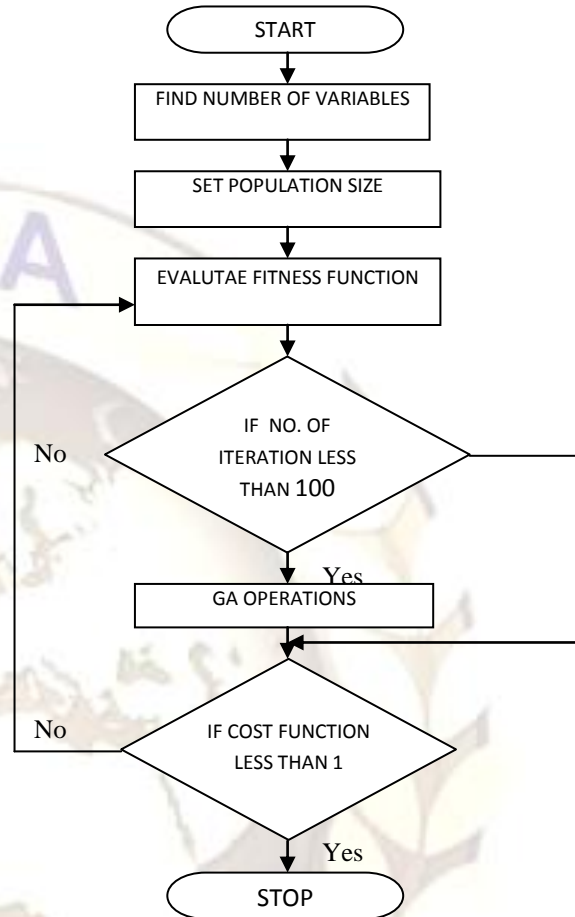 START
FIND NUMBER OF VARIABLES
SET POPULATION SIZE
A
EVALUTAE FITNESS FUNCTION
IF NO. OF
ITERATION LESS
THAN 100
No
Yes
GA OPERATIONS
IF COST FUNCTION
LESS THAN 1
No
Yes
STOP